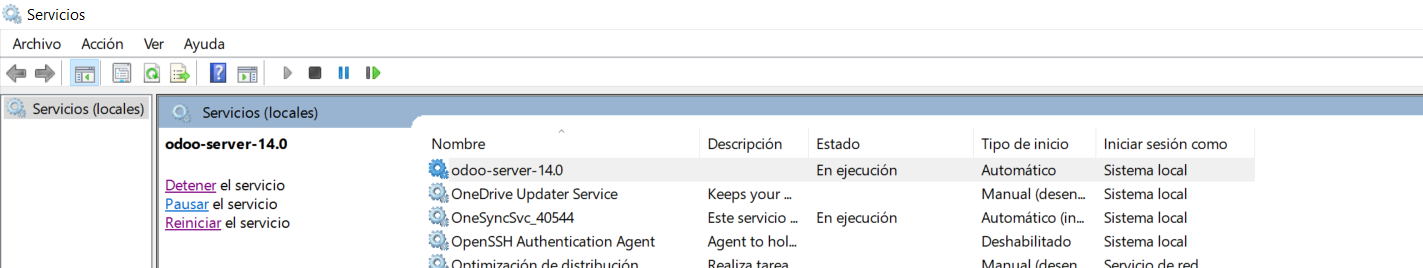 Servicios
Archivo Acción Ver Ayuda
Servicios (locales)
Servicios (locales)
odoo-server-14.0
Detener el servicio
Pausar el servicio
Reiniciar el servicio
Nombre Descripción Estado Tipo de inicio Iniciar sesión como
odoo-server-14.0 En ejecución Automático Sistema local
OneDrive Updater Service Keeps your ... Manual (desen... Sistema local
OneSyncSvc_40544 Este servicio ... En ejecución Automático (in... Sistema local
OpenSSH Authentication Agent Agent to hol... Deshabilitado Sistema local
Optimización de distribución Realiza tarea Manual (desen Servicio de red